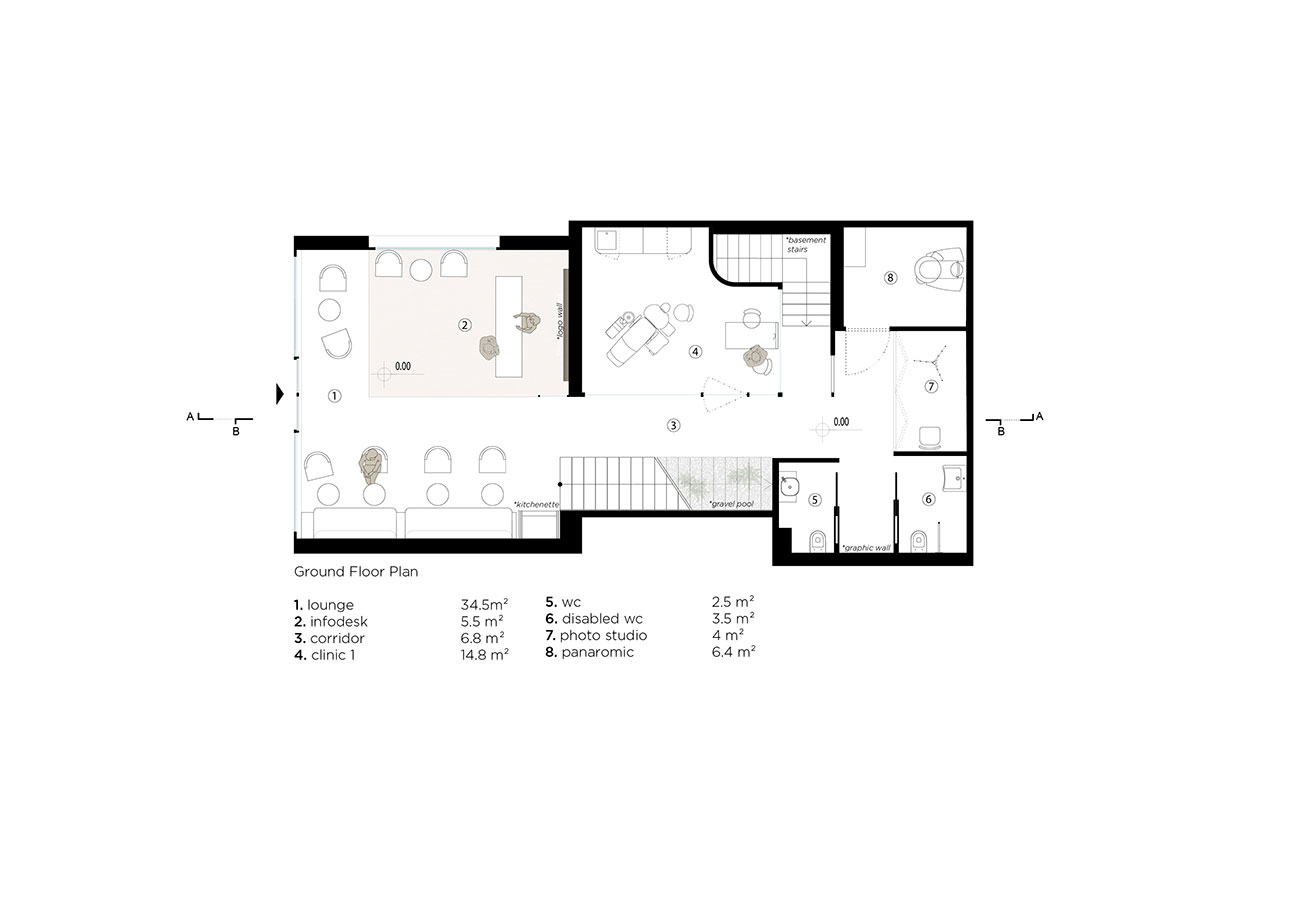 *basement
stairs
8
*logo wall
2
0.00
4
7
1
3
0.00
A
B
A
B
*kitchenette
*gravel pool
5
6
*graphic wall
Ground Floor Plan
1. lounge 34.5m²
2. infodesk 5.5 m²
3. corridor 6.8 m²
4. clinic 1 14.8 m²
5. wc 2.5 m²
6. disabled wc 3.5 m²
7. photo studio 4 m²
8. panaromic 6.4 m²